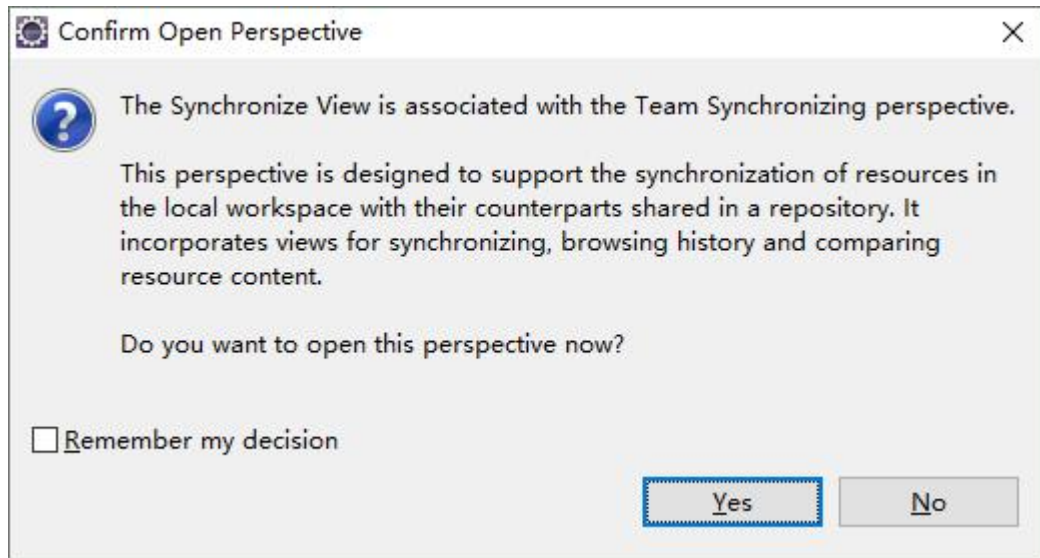 Confirm Open Perspective
The Synchronize View is associated with the Team Synchronizing perspective.
This perspective is designed to support the synchronization of resources in
the local workspace with their counterparts shared in a repository. It
incorporates views for synchronizing, browsing history and comparing
resource content.
Do you want to open this perspective now?
Remember my decision
Yes
No